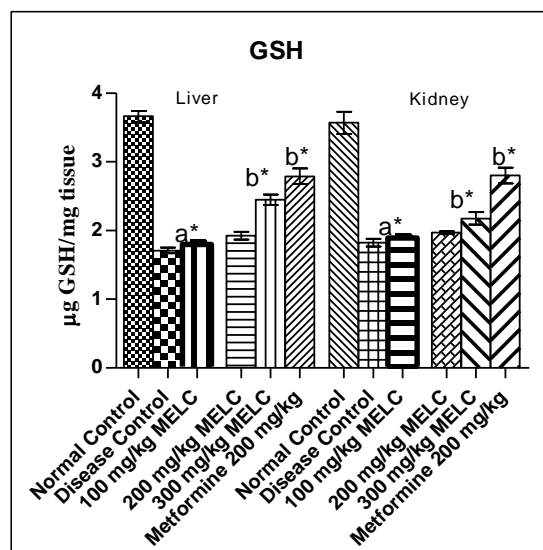 GSH
Liver
Kidney
µg GSH/mg tissue
4
3
2
1
0
a*
b*
b*
a*
b*
b*
Normal Control
Disease Control
100 mg/kg MELC
200 mg/kg MELC
300 mg/kg MELC
Metformine 200 mg/kg
Normal Control
Disease Control
100 mg/kg MELC
200 mg/kg MELC
300 mg/kg MELC
Metformine 200 mg/kg